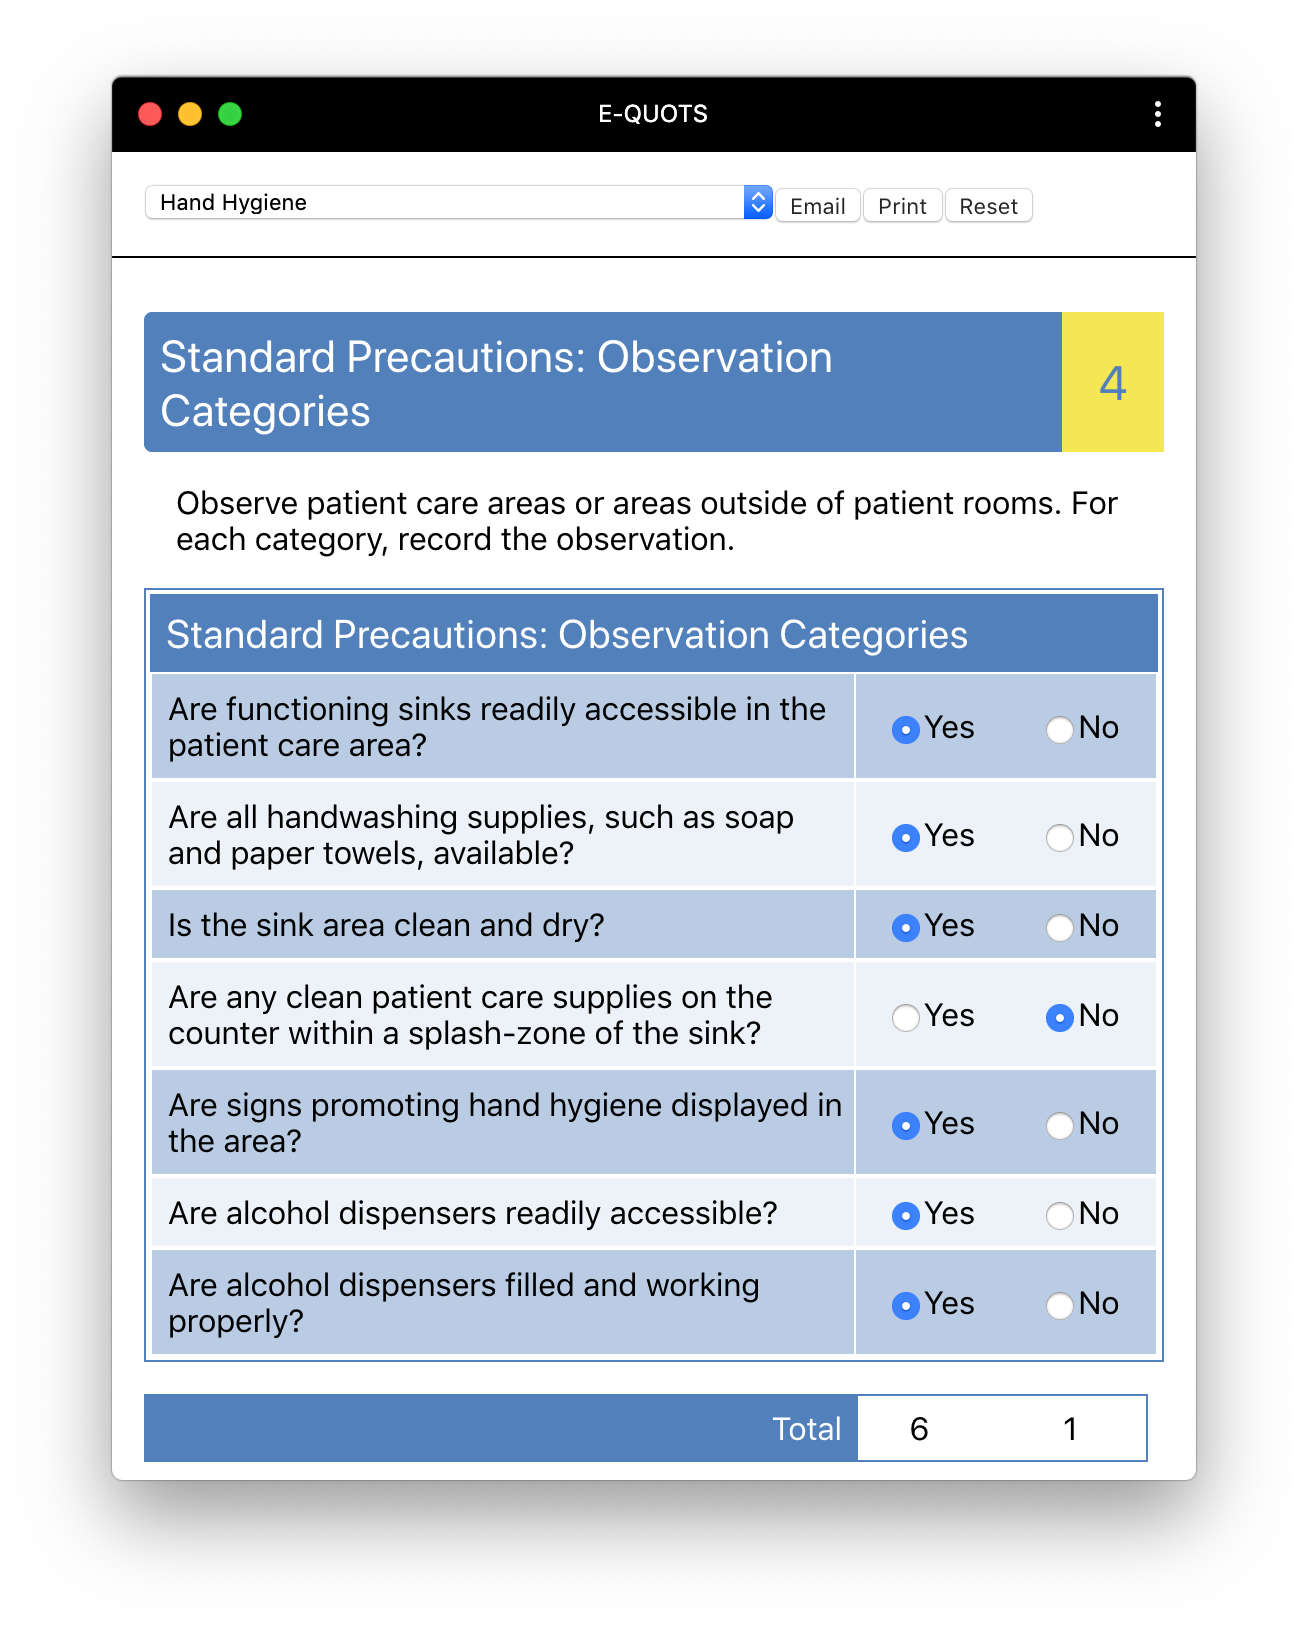 E-QUOTS
Hand Hygiene Email Print Reset
Standard Precautions: Observation
Categories
4
Observe patient care areas or areas outside of patient rooms. For
each category, record the observation.
Standard Precautions: Observation Categories
Are functioning sinks readily accessible in the
patient care area?
Yes No
Are all handwashing supplies, such as soap
and paper towels, available?
Yes No
Is the sink area clean and dry? Yes No
Are any clean patient care supplies on the
counter within a splash-zone of the sink?
Yes No
Are signs promoting hand hygiene displayed in
the area?
Yes No
Are alcohol dispensers readily accessible? Yes No
Are alcohol dispensers filled and working
properly?
Yes No
Total 6 1